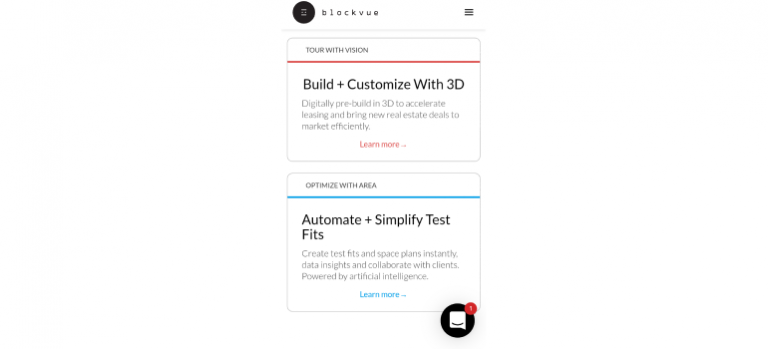 blockvue
TOUR WITH VISION
Build + Customize With 3D
Digitally pre-build in 3D to accelerate
leasing and bring new real estate deals to
market efficiently.
Learn more→
OPTIMIZE WITH AREA
Automate + Simplify Test
Fits
Create test fits and space plans instantly,
data insights and collaborate with clients.
Powered by artificial intelligence.
Learn more→
1